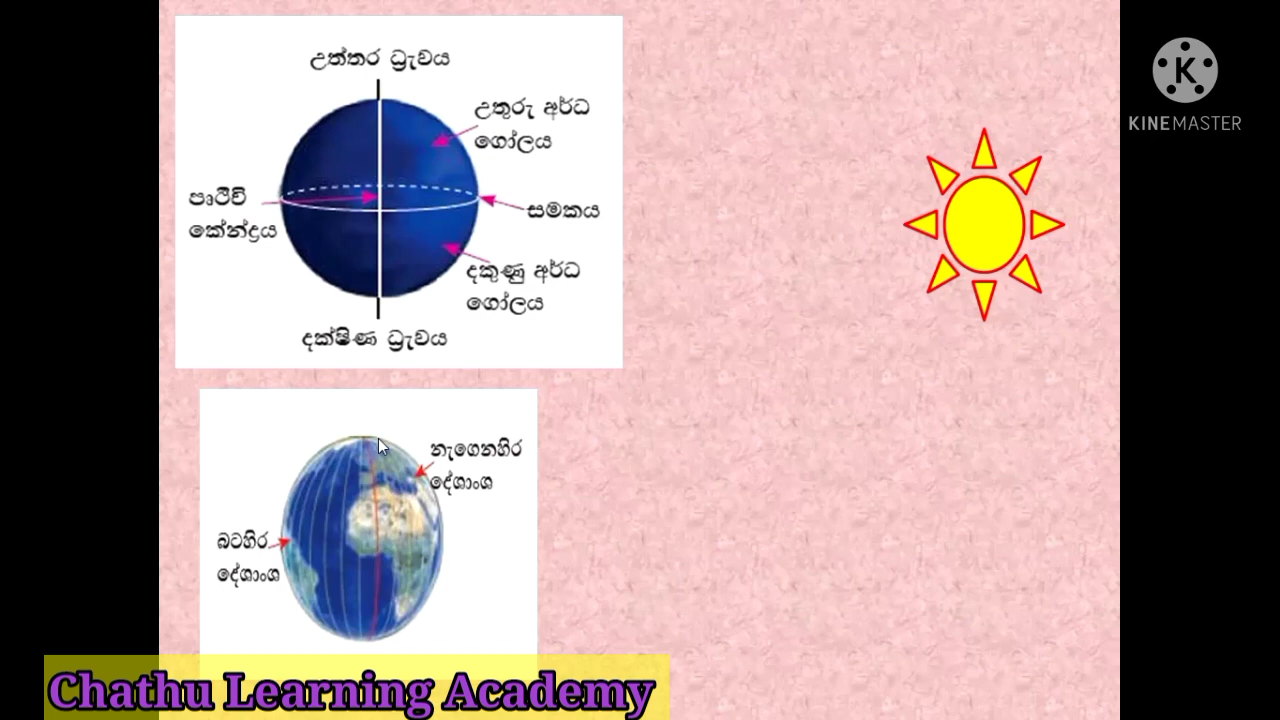 උත්තර ධ්‍රැවය
උතුරු අර්ධ
ගෝලය
පෘථිවි
කේන්ද්‍රය
සමකය
දකුණු අර්ධ
ගෝලය
දක්ෂිණ ධ්‍රැවය
නැගෙනහිර
දේශාංශ
බටහිර
දේශාංශ
Chathu Learning Academy
K
KINEMASTER